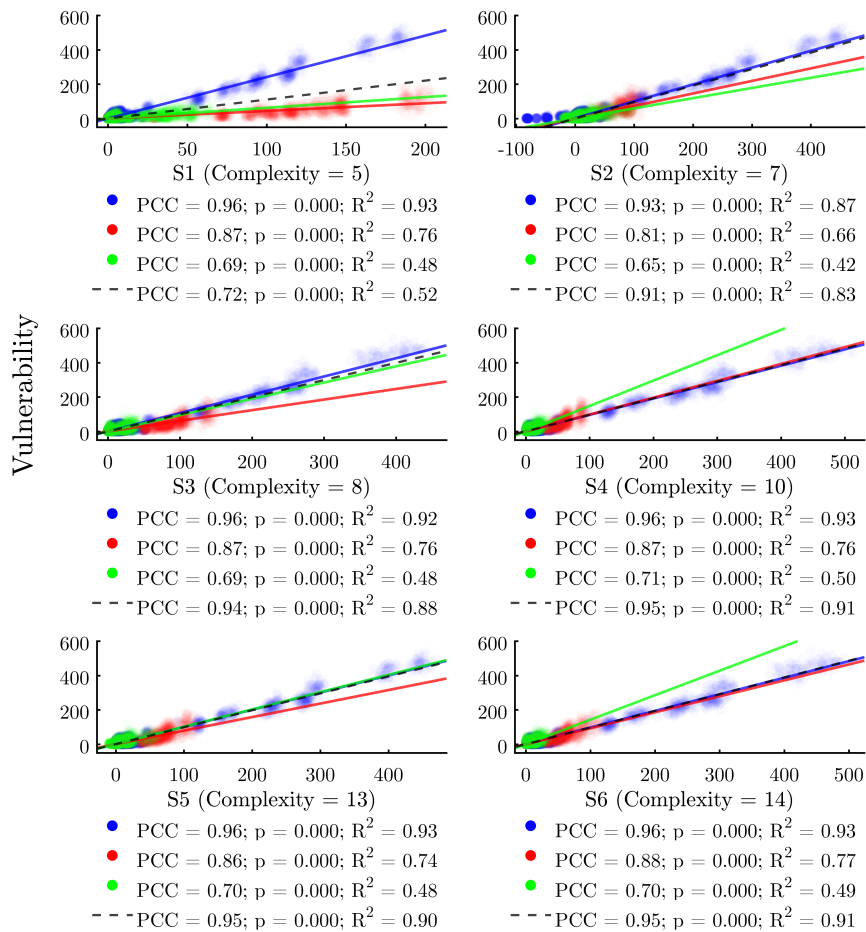 Vulnerability
600
400
200
0
0 50 100 150 200
S1 (Complexity = 5)
PCC = 0.96; p = 0.000; R² = 0.93
PCC = 0.87; p = 0.000; R² = 0.76
PCC = 0.69; p = 0.000; R² = 0.48
PCC = 0.72; p = 0.000; R² = 0.52
600
400
200
0
-100 0 100 200 300 400
S2 (Complexity = 7)
PCC = 0.93; p = 0.000; R² = 0.87
PCC = 0.81; p = 0.000; R² = 0.66
PCC = 0.65; p = 0.000; R² = 0.42
PCC = 0.91; p = 0.000; R² = 0.83
600
400
200
0
0 100 200 300 400
S3 (Complexity = 8)
PCC = 0.96; p = 0.000; R² = 0.92
PCC = 0.87; p = 0.000; R² = 0.76
PCC = 0.69; p = 0.000; R² = 0.48
PCC = 0.94; p = 0.000; R² = 0.88
600
400
200
0
0 100 200 300 400 500
S4 (Complexity = 10)
PCC = 0.96; p = 0.000; R² = 0.93
PCC = 0.87; p = 0.000; R² = 0.76
PCC = 0.71; p = 0.000; R² = 0.50
PCC = 0.95; p = 0.000; R² = 0.91
600
400
200
0
0 100 200 300 400
S5 (Complexity = 13)
PCC = 0.96; p = 0.000; R² = 0.93
PCC = 0.86; p = 0.000; R² = 0.74
PCC = 0.70; p = 0.000; R² = 0.48
PCC = 0.95; p = 0.000; R² = 0.90
600
400
200
0
0 100 200 300 400 500
S6 (Complexity = 14)
PCC = 0.96; p = 0.000; R² = 0.93
PCC = 0.88; p = 0.000; R² = 0.77
PCC = 0.70; p = 0.000; R² = 0.49
PCC = 0.95; p = 0.000; R² = 0.91